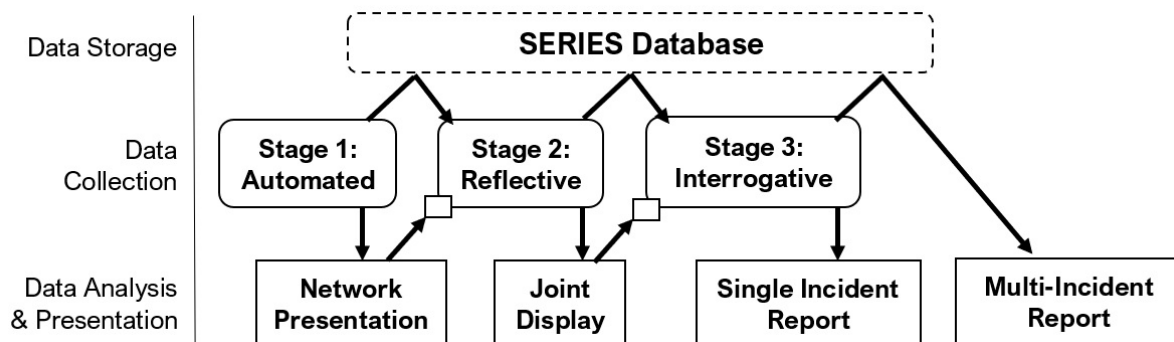 Data Storage
SERIES Database
Data
Collection
Stage 1:
Automated
Stage 2:
Reflective
Stage 3:
Interrogative
Data Analysis
& Presentation
Network
Presentation
Joint
Display
Single Incident
Report
Multi-Incident
Report